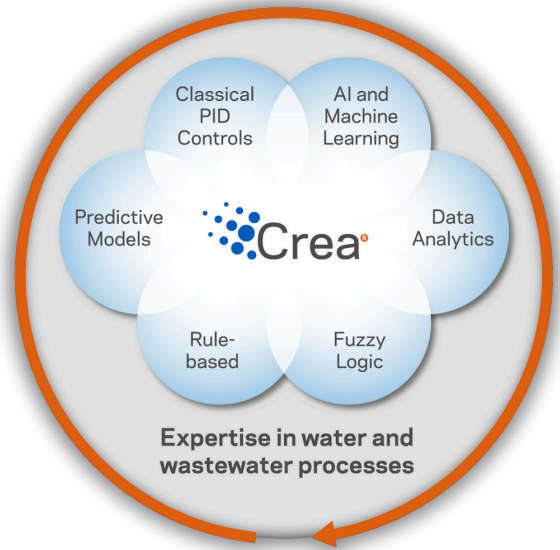 Classical
PID
Controls
AI and
Machine
Learning
Predictive
Models
Crea®
Data
Analytics
Rule-
based
Fuzzy
Logic
Expertise in water and
wastewater processes